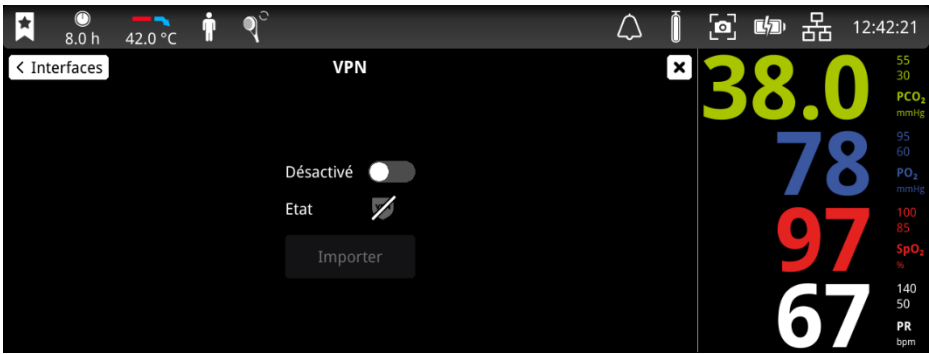 8.0 h 42.0 °C 12:42:21
< Interfaces VPN
Désactivé
Etat
Importer
38.0 55 30 PCO₂ mmHg
78 95 60 PO₂ mmHg
97 100 85 SpO₂ %
67 140 50 PR bpm